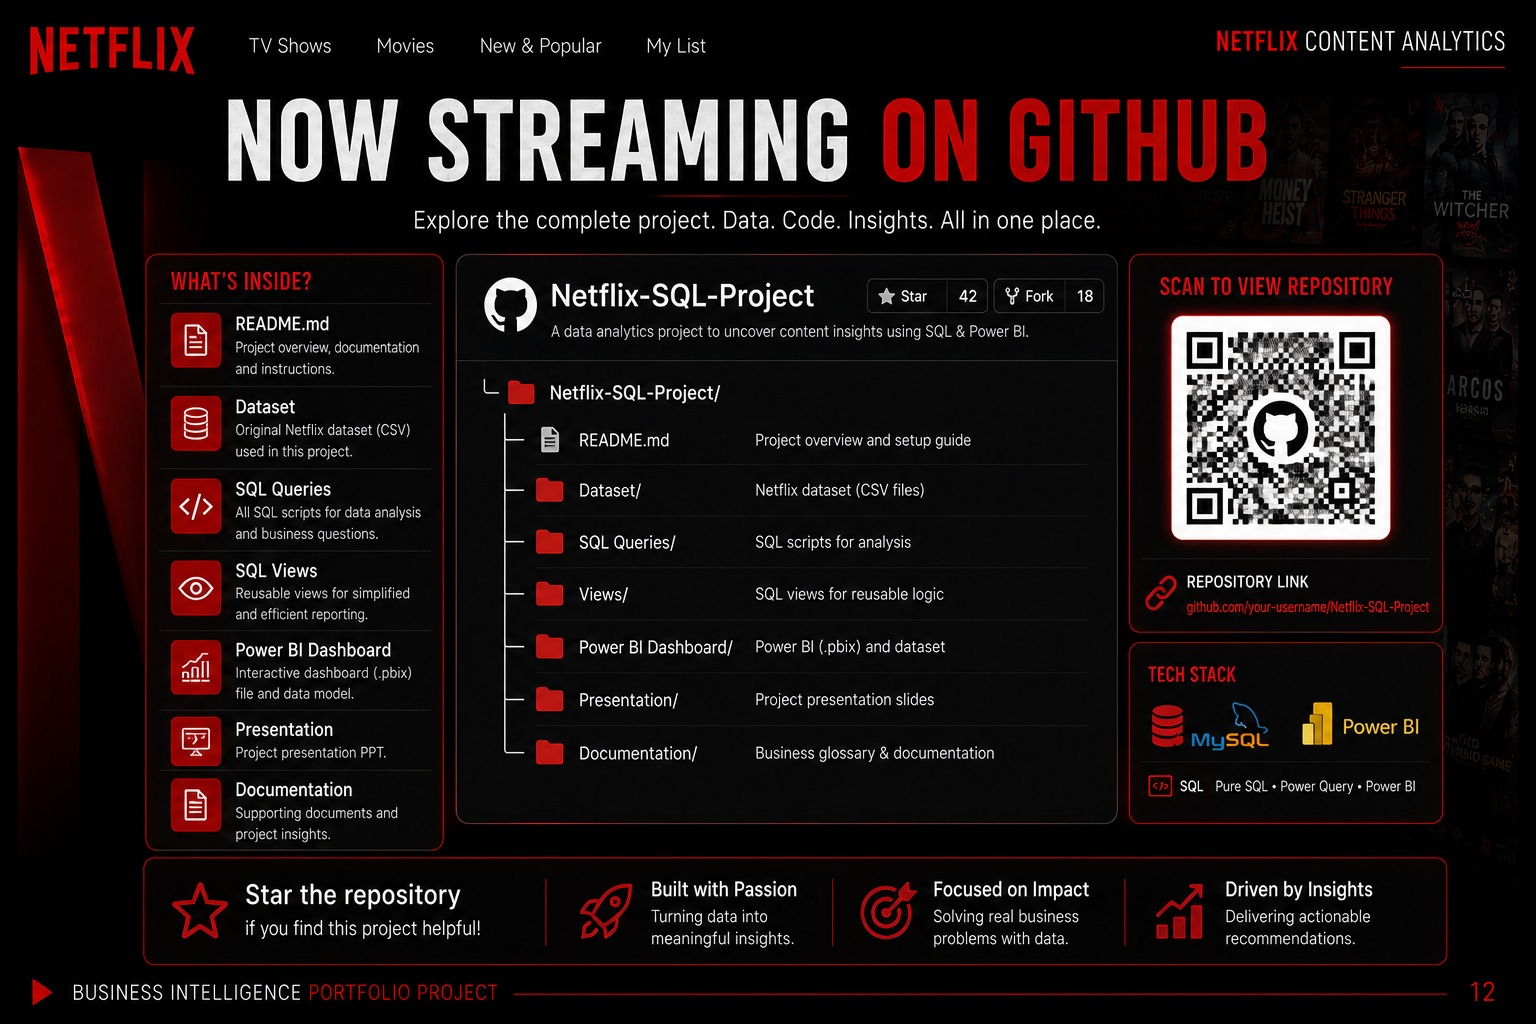 NETFLIX
TV Shows
Movies
New & Popular
My List
NETFLIX CONTENT ANALYTICS
NOW STREAMING ON GITHUB
Explore the complete project. Data. Code. Insights. All in one place.
MONEY
HEIST
STRANGER
THINGS
THE
WITCHER
WHAT'S INSIDE?
README.md
Project overview, documentation
and instructions.
Dataset
Original Netflix dataset (CSV)
used in this project.
SQL Queries
All SQL scripts for data analysis
and business questions.
SQL Views
Reusable views for simplified
and efficient reporting.
Power BI Dashboard
Interactive dashboard (.pbix)
file and data model.
Presentation
Project presentation PPT.
Documentation
Supporting documents and
project insights.
Netflix-SQL-Project
Star 42
Fork 18
A data analytics project to uncover content insights using SQL & Power BI.
Netflix-SQL-Project/
README.md Project overview and setup guide
Dataset/ Netflix dataset (CSV files)
SQL Queries/ SQL scripts for analysis
Views/ SQL views for reusable logic
Power BI Dashboard/ Power BI (.pbix) and dataset
Presentation/ Project presentation slides
Documentation/ Business glossary & documentation
SCAN TO VIEW REPOSITORY
REPOSITORY LINK
github.com/your-username/Netflix-SQL-Project
ARCOS
TECH STACK
MySQL
Power BI
SQL Pure SQL • Power Query • Power BI
Star the repository
if you find this project helpful!
Built with Passion
Turning data into
meaningful insights.
Focused on Impact
Solving real business
problems with data.
Driven by Insights
Delivering actionable
recommendations.
BUSINESS INTELLIGENCE PORTFOLIO PROJECT
12